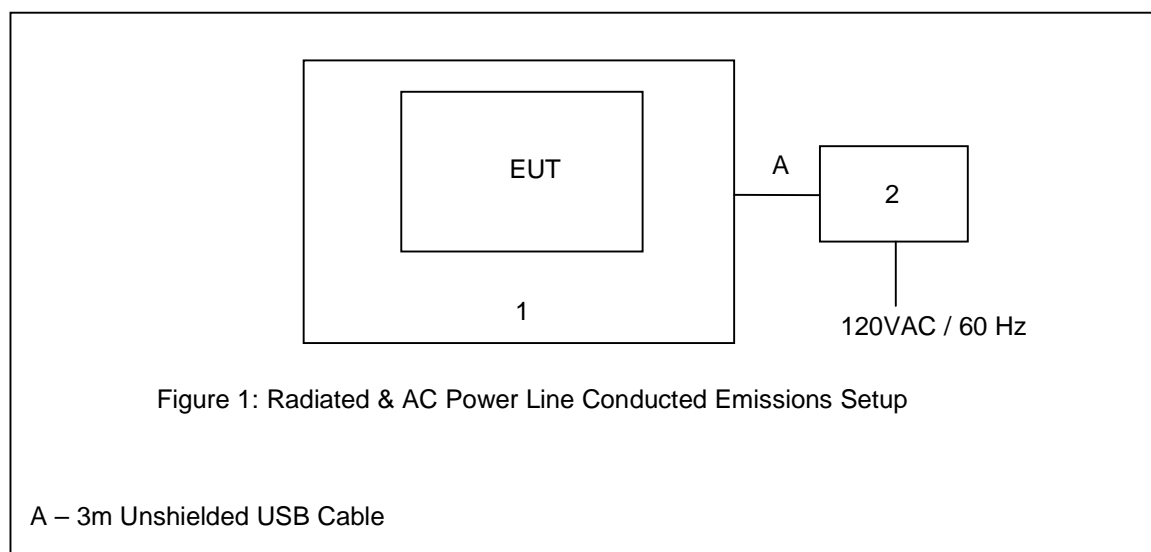 EUT
A
2
1
120VAC / 60 Hz
Figure 1: Radiated & AC Power Line Conducted Emissions Setup
A – 3m Unshielded USB Cable